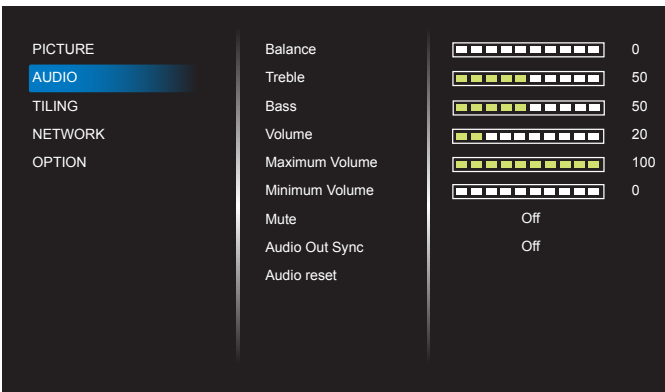 PICTURE
AUDIO
TILING
NETWORK
OPTION
Balance 0
Treble 50
Bass 50
Volume 20
Maximum Volume 100
Minimum Volume 0
Mute Off
Audio Out Sync Off
Audio reset